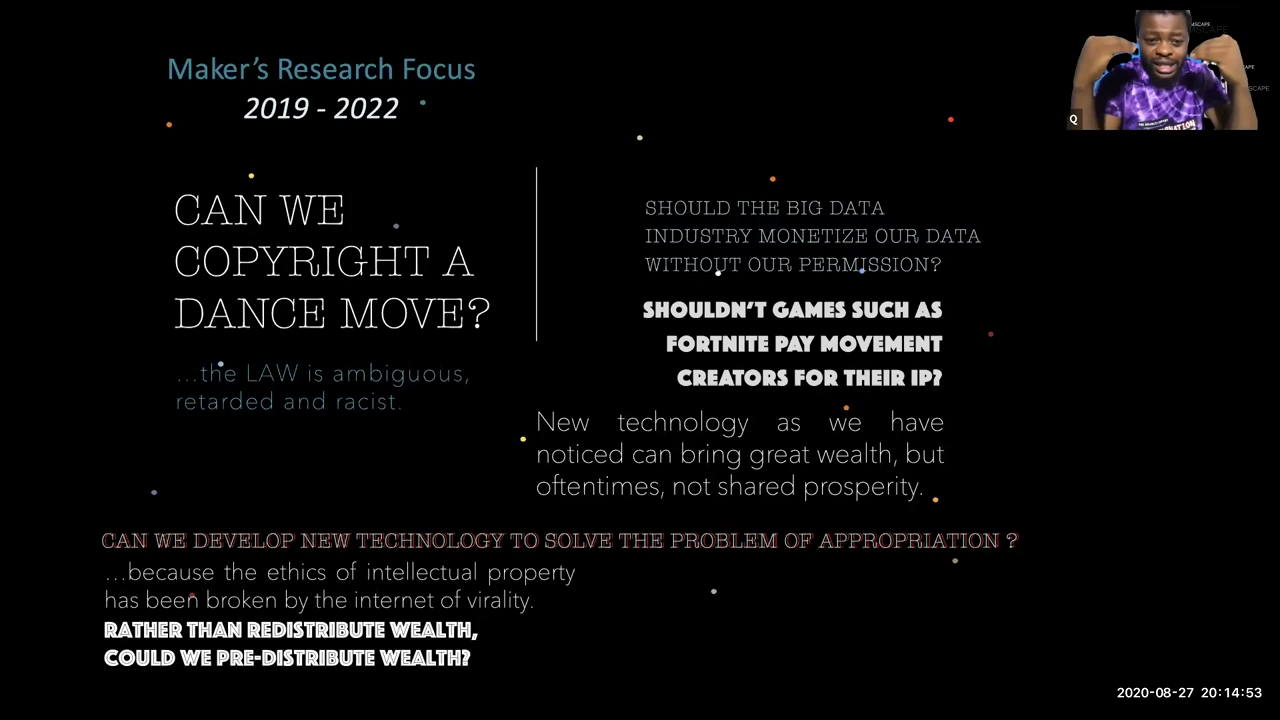 Maker's Research Focus
2019 - 2022
CAN WE
COPYRIGHT A
DANCE MOVE?
...the LAW is ambiguous,
retarded and racist.
SHOULD THE BIG DATA
INDUSTRY MONETIZE OUR DATA
WITHOUT OUR PERMISSION?
SHOULDN'T GAMES SUCH AS
FORTNITE PAY MOVEMENT
CREATORS FOR THEIR IP?
New technology as we have
noticed can bring great wealth, but
oftentimes, not shared prosperity.
CAN WE DEVELOP NEW TECHNOLOGY TO SOLVE THE PROBLEM OF APPROPRIATION ?
...because the ethics of intellectual property
has been broken by the internet of virality.
RATHER THAN REDISTRIBUTE WEALTH,
COULD WE PRE-DISTRIBUTE WEALTH?
Q
2020-08-27 20:14:53